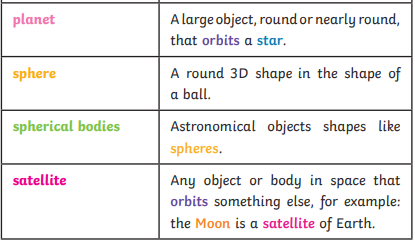 planet
A large object, round or nearly round,
that orbits a star.
sphere
A round 3D shape in the shape of
a ball.
spherical bodies
Astronomical objects shapes like
spheres.
satellite
Any object or body in space that
orbits something else, for example:
the Moon is a satellite of Earth.